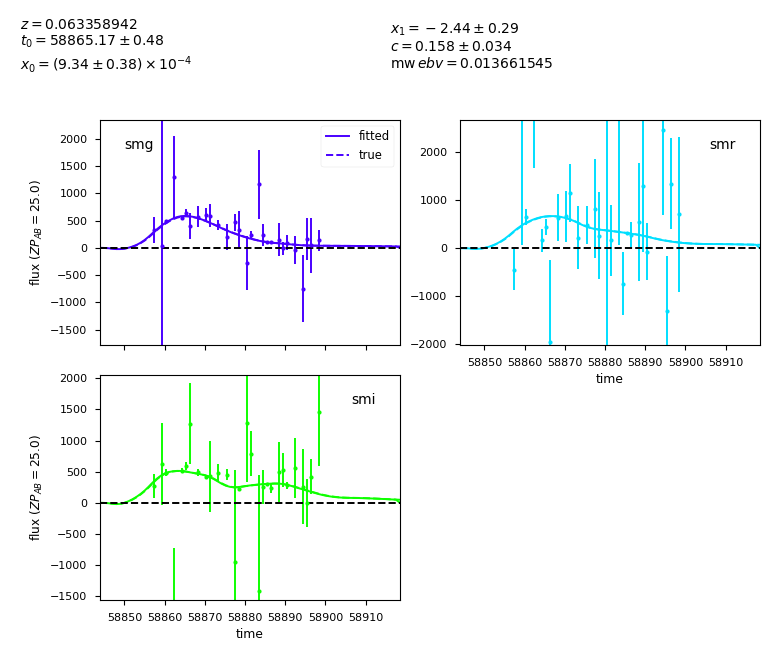 z = 0.063358942
t₀ = 58865.17 ± 0.48
x₀ = (9.34 ± 0.38) × 10⁻⁴
x₁ = −2.44 ± 0.29
c = 0.158 ± 0.034
mw ebv = 0.013661545
smg
fitted
true
2000
1500
1000
500
0
−500
−1000
−1500
flux (ZP_AB = 25.0)
smr
2000
1000
0
−1000
−2000
58850 58860 58870 58880 58890 58900 58910
time
smi
2000
1500
1000
500
0
−500
−1000
−1500
flux (ZP_AB = 25.0)
58850 58860 58870 58880 58890 58900 58910
time